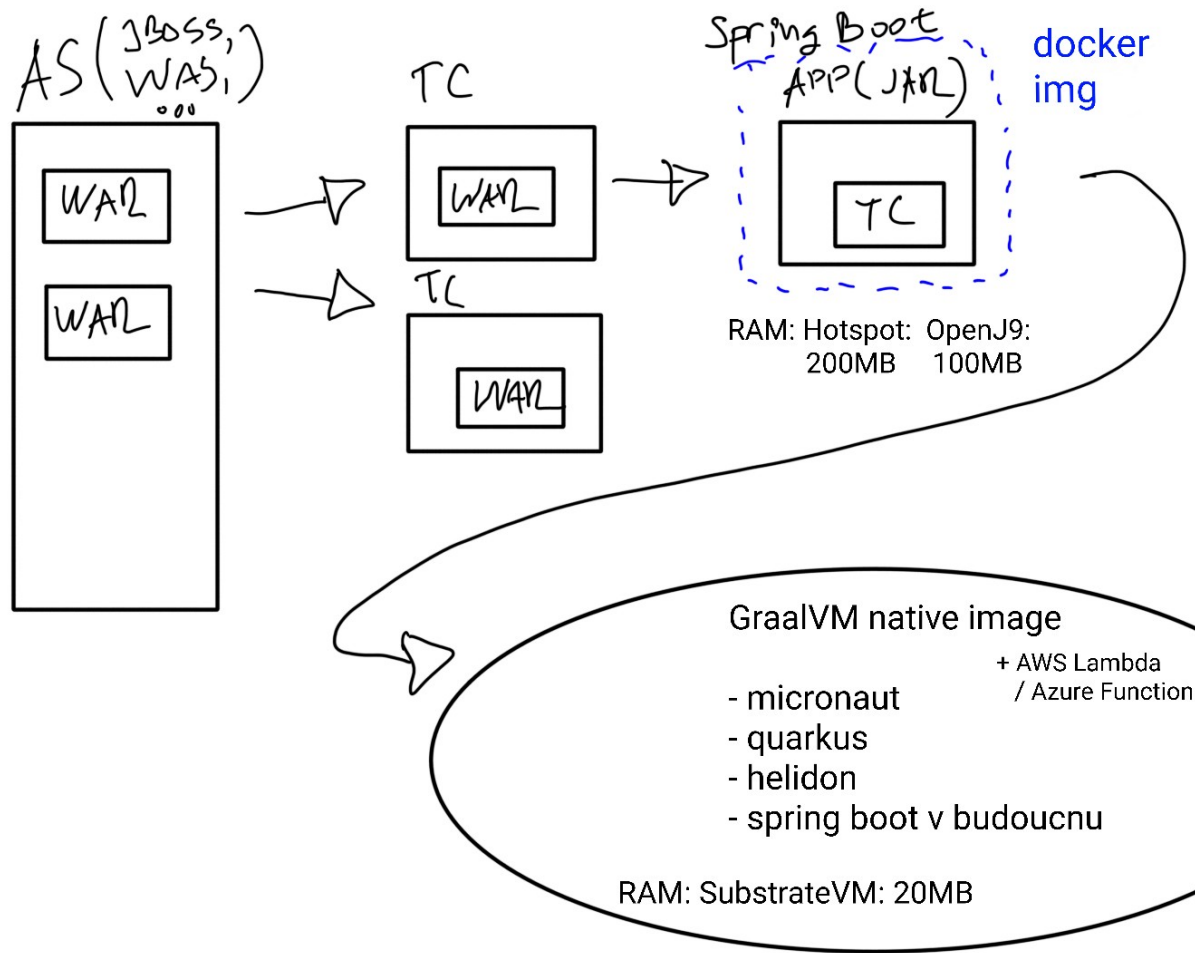 AS (JBOSS,
WAS,
...)
WAR
WAR
TC
WAR
TC
WAR
Spring Boot
APP (JAR)
TC
docker
img
RAM: Hotspot: OpenJ9:
200MB 100MB
GraalVM native image
+ AWS Lambda
/ Azure Function
- micronaut
- quarkus
- helidon
- spring boot v budoucnu
RAM: SubstrateVM: 20MB